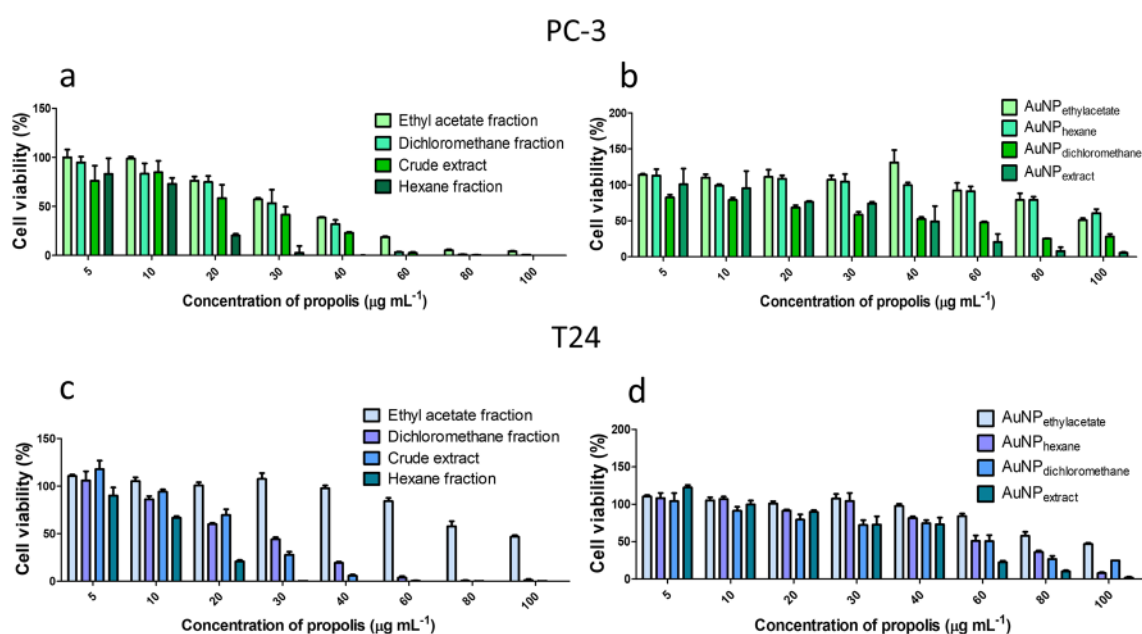 PC-3
a
b
Cell viability (%)
150
100
50
0
Ethyl acetate fraction
Dichloromethane fraction
Crude extract
Hexane fraction
5 10 20 30 40 60 80 100
Concentration of propolis (μg mL⁻¹)
Cell viability (%)
200
150
100
50
0
AuNPethylacetate
AuNPhexane
AuNPdichloromethane
AuNPextract
5 10 20 30 40 60 80 100
Concentration of propolis (μg mL⁻¹)
T24
c
d
Cell viability (%)
150
100
50
0
Ethyl acetate fraction
Dichloromethane fraction
Crude extract
Hexane fraction
5 10 20 30 40 60 80 100
Concentration of propolis (μg mL⁻¹)
Cell viability (%)
200
150
100
50
0
AuNPethylacetate
AuNPhexane
AuNPdichloromethane
AuNPextract
5 10 20 30 40 60 80 100
Concentration of propolis (μg mL⁻¹)